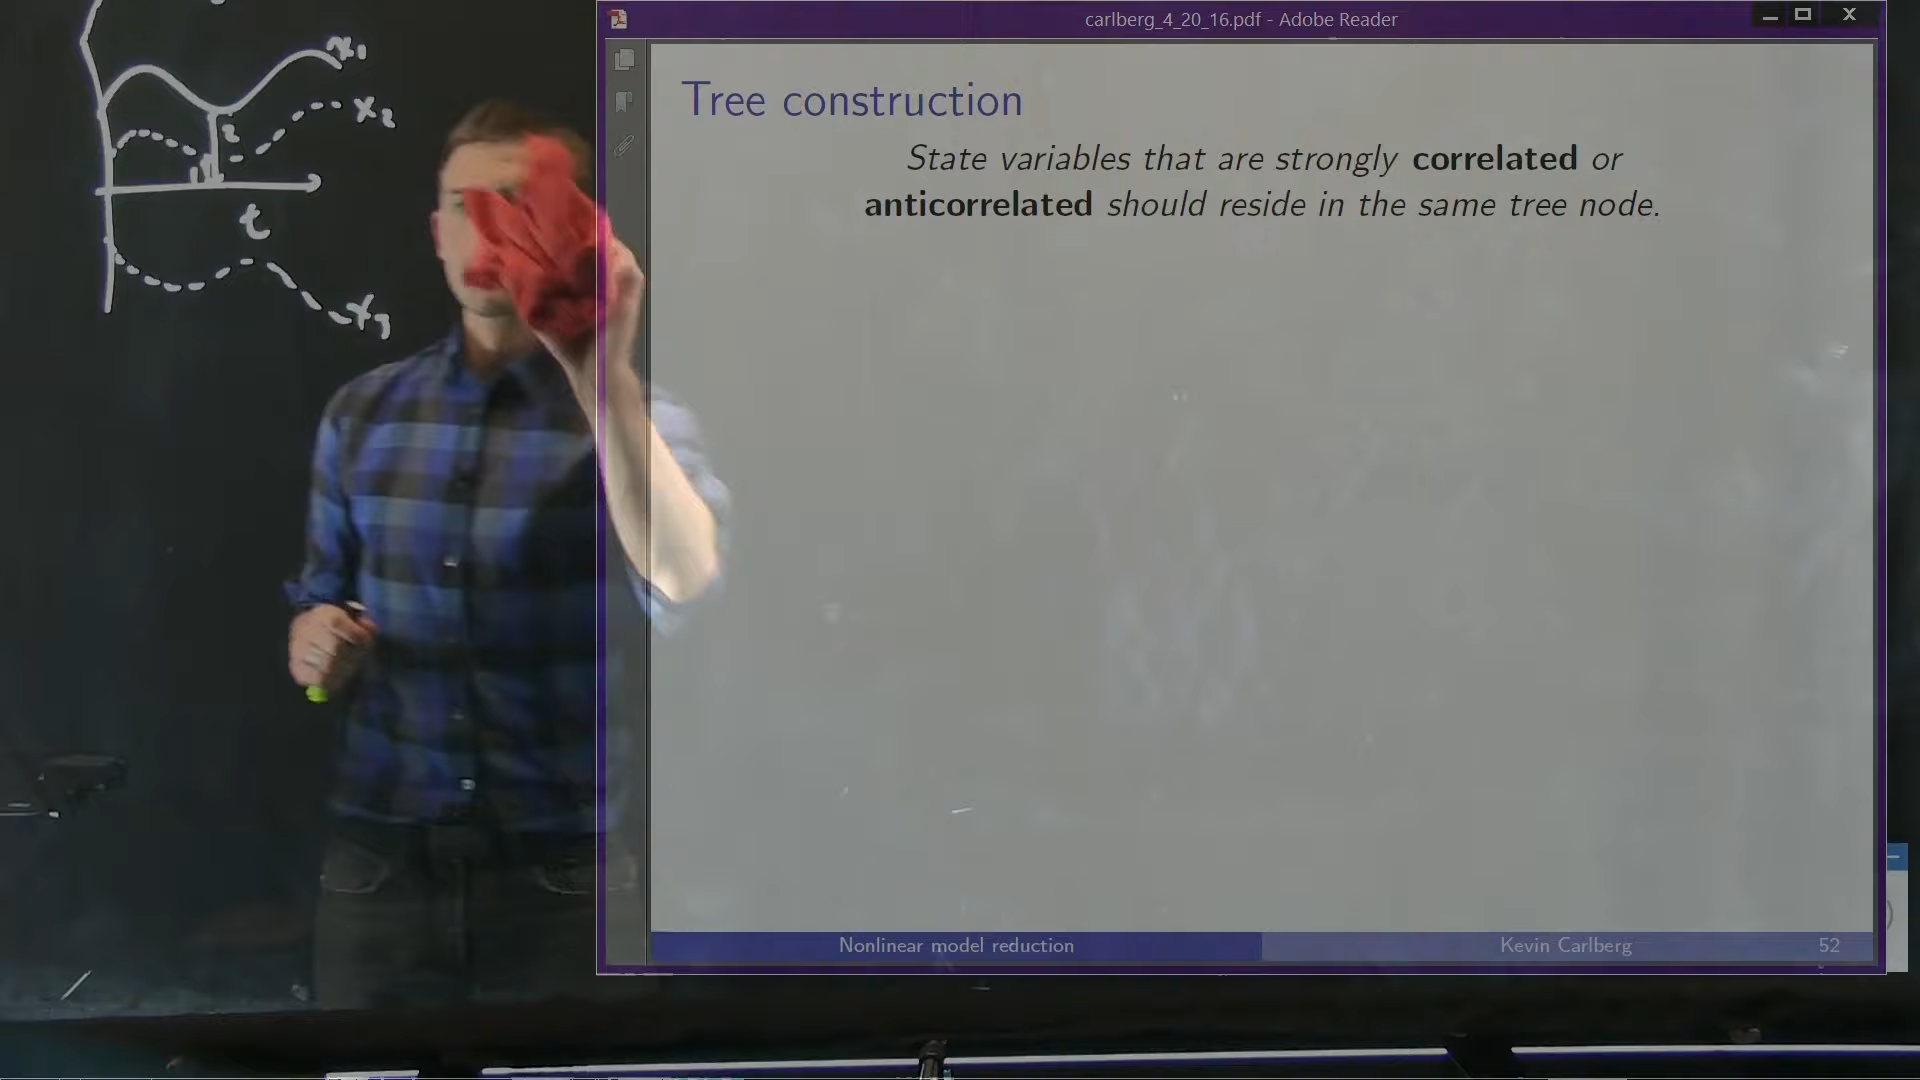 x₁
x₂
t
x₃
carlberg_4_20_16.pdf - Adobe Reader
Tree construction
State variables that are strongly correlated or
anticorrelated should reside in the same tree node.
Nonlinear model reduction
Kevin Carlberg
52